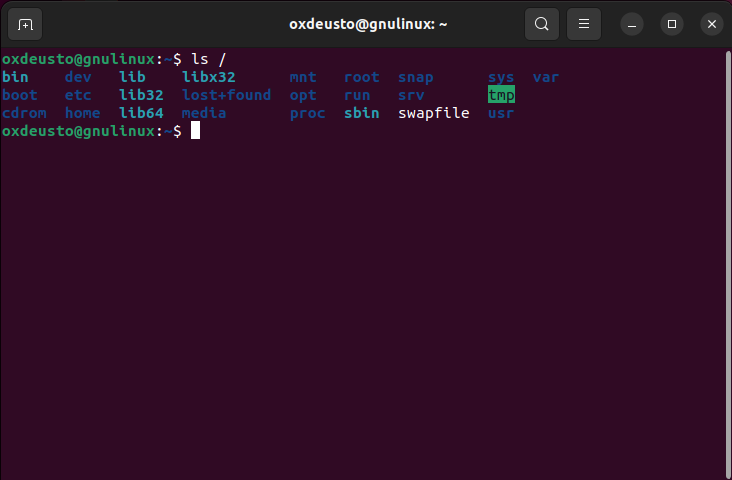 oxdeusto@gnulinux: ~
oxdeusto@gnulinux:~$ ls /
bin    dev   lib    libx32      mnt   root  snap      sys  var
boot   etc   lib32  lost+found  opt   run   srv       tmp
cdrom  home  lib64  media       proc  sbin  swapfile  usr
oxdeusto@gnulinux:~$